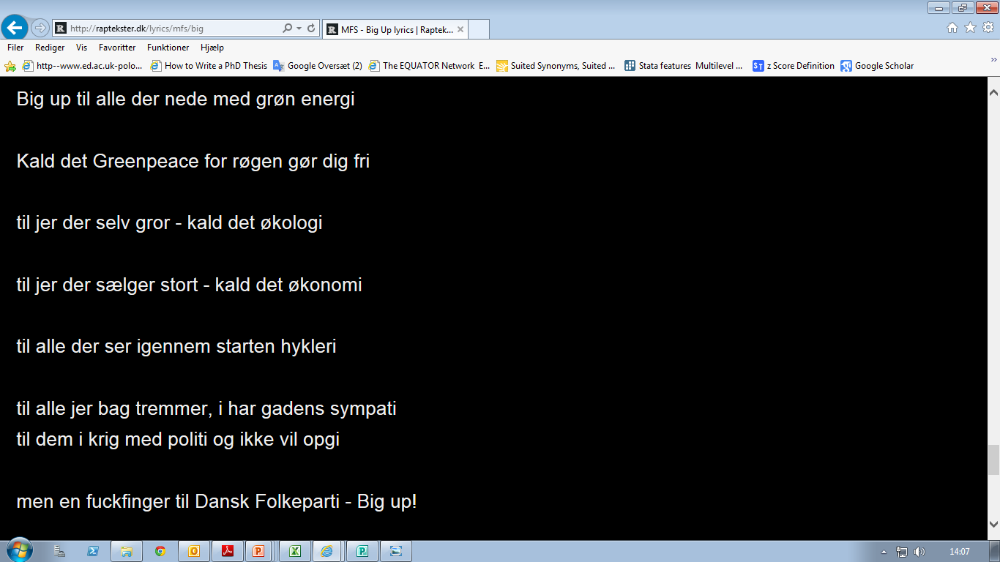 http://raptekster.dk/lyrics/mfs/big
MFS - Big Up lyrics | Raptek...
Filer Rediger Vis Favoritter Funktioner Hjælp
http--www.ed.ac.uk-polo... How to Write a PhD Thesis Google Oversæt (2) The EQUATOR Network E... Suited Synonyms, Suited ... Stata features Multilevel ... z Score Definition Google Scholar
Big up til alle der nede med grøn energi
Kald det Greenpeace for røgen gør dig fri
til jer der selv gror - kald det økologi
til jer der sælger stort - kald det økonomi
til alle der ser igennem starten hykleri
til alle jer bag tremmer, i har gadens sympati
til dem i krig med politi og ikke vil opgi
men en fuckfinger til Dansk Folkeparti - Big up!
14:07